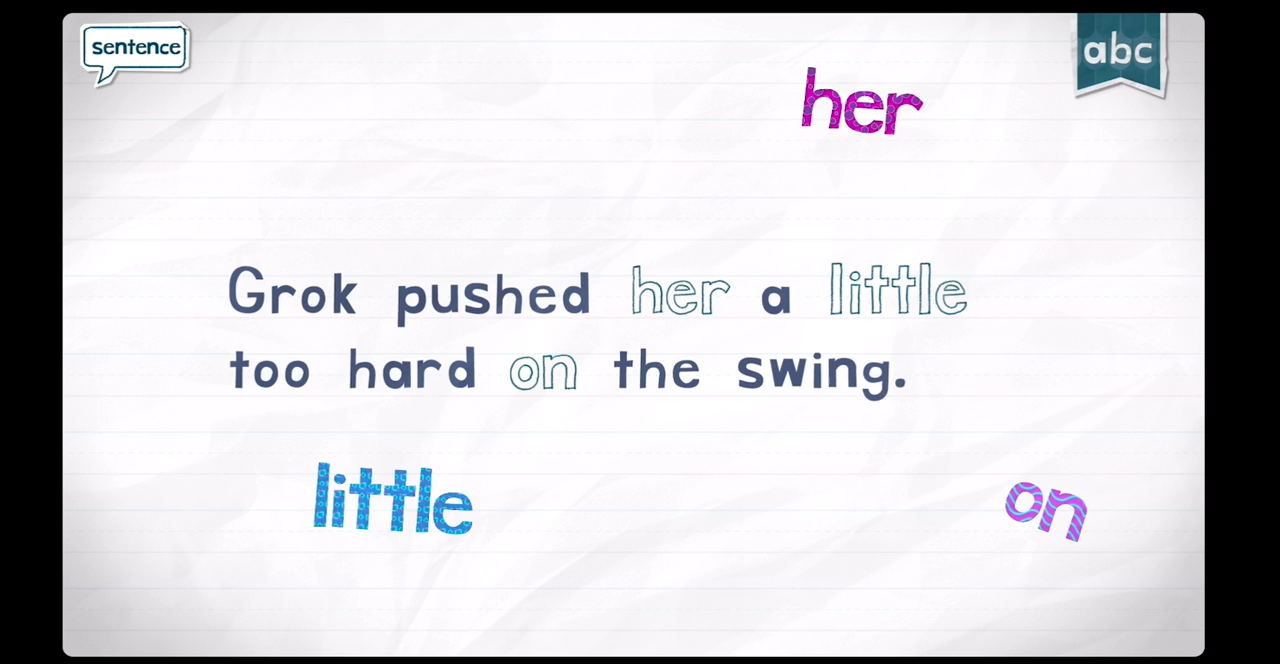 sentence
abc
her
Grok pushed her a little
too hard on the swing.
little
on